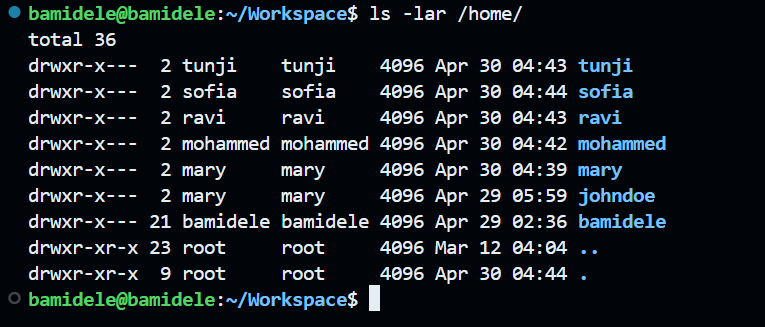 bamidele@bamidele:~/Workspace$ ls -lar /home/
total 36
drwxr-x---  2 tunji    tunji    4096 Apr 30 04:43 tunji
drwxr-x---  2 sofia    sofia    4096 Apr 30 04:44 sofia
drwxr-x---  2 ravi     ravi     4096 Apr 30 04:43 ravi
drwxr-x---  2 mohammed mohammed 4096 Apr 30 04:42 mohammed
drwxr-x---  2 mary     mary     4096 Apr 30 04:39 mary
drwxr-x---  2 mary     mary     4096 Apr 29 05:59 johndoe
drwxr-x--- 21 bamidele bamidele 4096 Apr 29 02:36 bamidele
drwxr-xr-x 23 root     root     4096 Mar 12 04:04 ..
drwxr-xr-x  9 root     root     4096 Apr 30 04:44 .
bamidele@bamidele:~/Workspace$